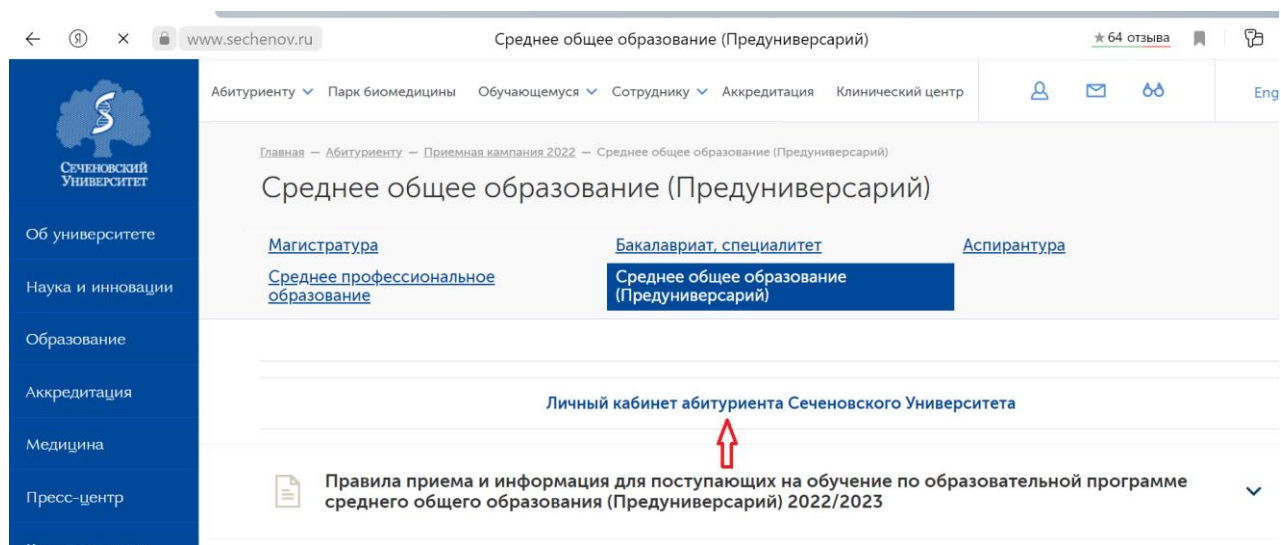 www.sechenov.ru
Среднее общее образование (Предуниверсарий)
★ 64 отзыва
Сеченовский
Университет
Абитуриенту
Парк биомедицины
Обучающемуся
Сотруднику
Аккредитация
Клинический центр
Eng
Главная — Абитуриенту — Приемная кампания 2022 — Среднее общее образование (Предуниверсарий)
Среднее общее образование (Предуниверсарий)
Магистратура
Бакалавриат, специалитет
Аспирантура
Среднее профессиональное
образование
Среднее общее образование
(Предуниверсарий)
Об университете
Наука и инновации
Образование
Аккредитация
Медицина
Пресс-центр
Личный кабинет абитуриента Сеченовского Университета
Правила приема и информация для поступающих на обучение по образовательной программе
среднего общего образования (Предуниверсарий) 2022/2023